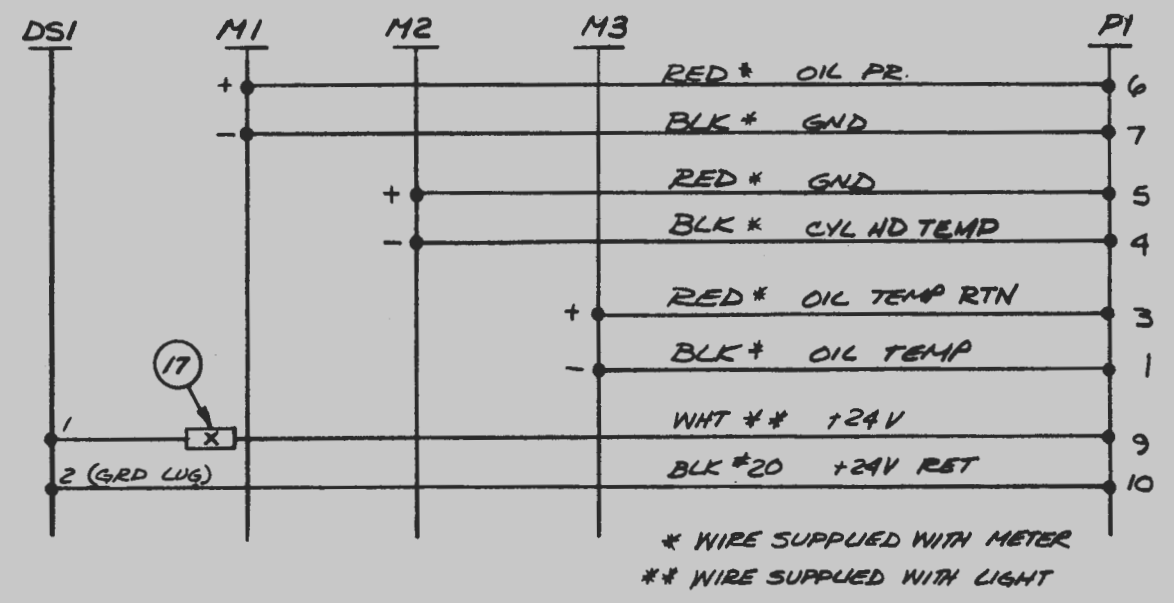 DS1 M1 M2 M3 P1
+ RED * OIL PR. 6
- BLK * GND 7
+ RED * GND 5
- BLK * CYL HD TEMP 4
+ RED * OIL TEMP RTN 3
- BLK * OIL TEMP 1
17
1 X WHT * * +24V 9
2 (GRD LUG) BLK #20 +24V RET 10
* WIRE SUPPLIED WITH METER
** WIRE SUPPLIED WITH LIGHT